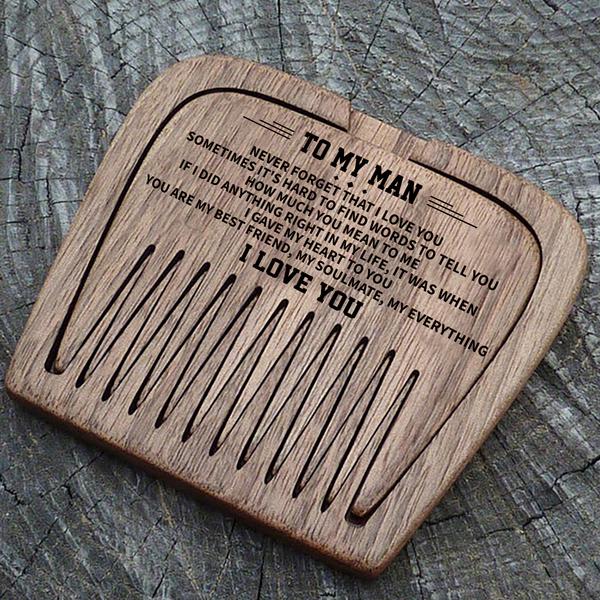 TO MY MAN
NEVER FORGET THAT I LOVE YOU
SOMETIMES IT'S HARD TO FIND WORDS TO TELL YOU
HOW MUCH YOU MEAN TO ME
IF I DID ANYTHING RIGHT IN MY LIFE, IT WAS WHEN
I GAVE MY HEART TO YOU
YOU ARE MY BEST FRIEND, MY SOULMATE, MY EVERYTHING
I LOVE YOU